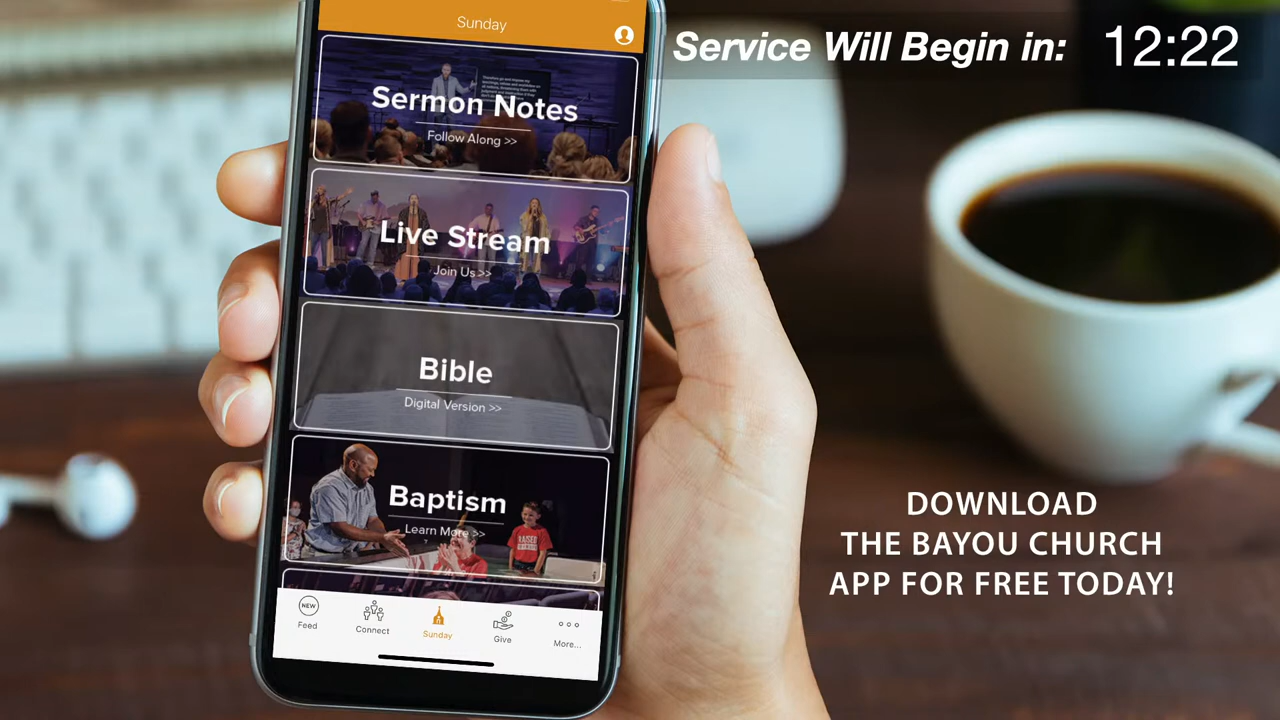 Sunday
Service Will Begin in: 12:22
Sermon Notes
Follow Along >>
Live Stream
Join Us >>
Bible
Digital Version >>
Baptism
Learn More >>
RAISED
NEW
Feed
Connect
Sunday
Give
More...
DOWNLOAD
THE BAYOU CHURCH
APP FOR FREE TODAY!